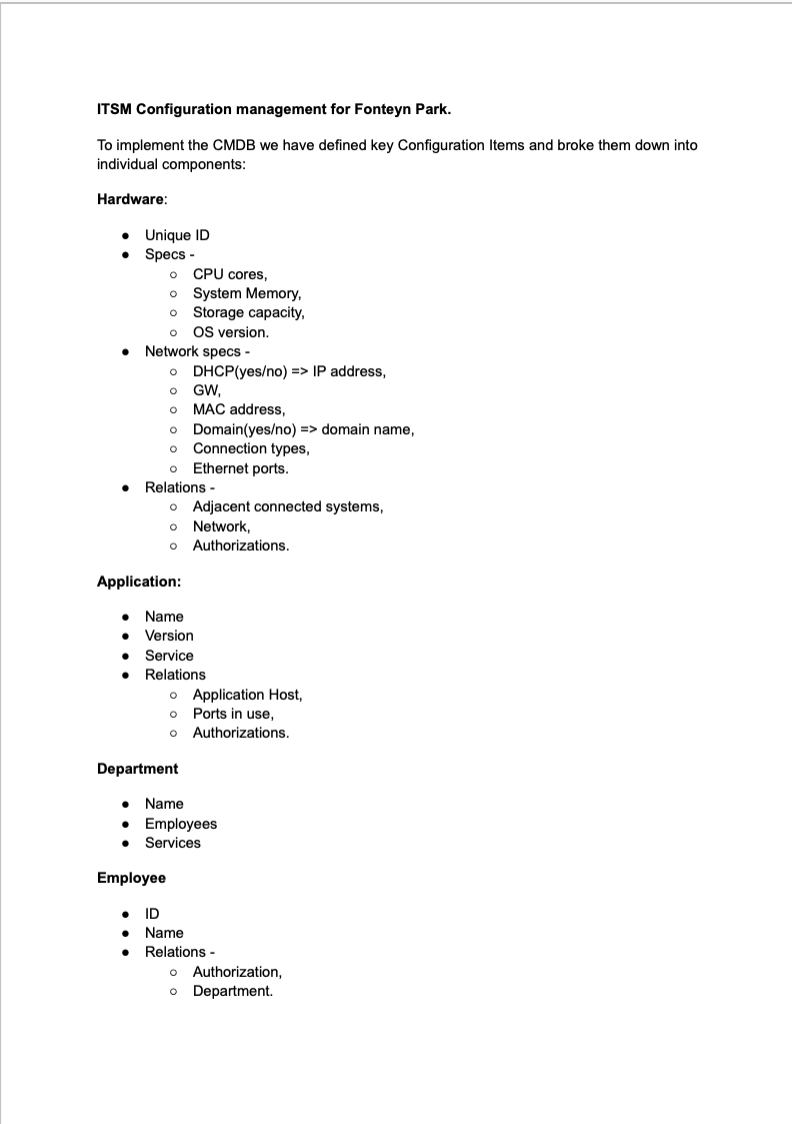 ITSM Configuration management for Fonteyn Park.
To implement the CMDB we have defined key Configuration Items and broke them down into
individual components:
Hardware:
● Unique ID
● Specs -
○ CPU cores,
○ System Memory,
○ Storage capacity,
○ OS version.
● Network specs -
○ DHCP(yes/no) => IP address,
○ GW,
○ MAC address,
○ Domain(yes/no) => domain name,
○ Connection types,
○ Ethernet ports.
● Relations -
○ Adjacent connected systems,
○ Network,
○ Authorizations.
Application:
● Name
● Version
● Service
● Relations
○ Application Host,
○ Ports in use,
○ Authorizations.
Department
● Name
● Employees
● Services
Employee
● ID
● Name
● Relations -
○ Authorization,
○ Department.